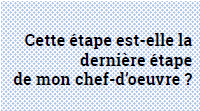 Cette étape est-elle la
dernière étape
de mon chef-d'oeuvre ?